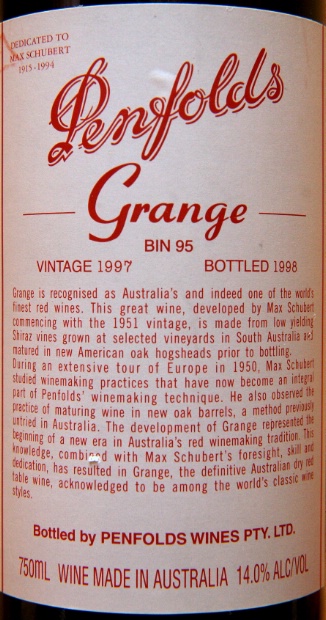 DEDICATED TO
MAX SCHUBERT
1915-1994
Penfolds
Grange
BIN 95
VINTAGE 1997 BOTTLED 1998
Grange is recognised as Australia's and indeed one of the world's
finest red wines. This great wine, developed by Max Schubert
commencing with the 1951 vintage, is made from low yielding
Shiraz vines grown at selected vineyards in South Australia and
matured in new American oak hogsheads prior to bottling.
During an extensive tour of Europe in 1950, Max Schubert
studied winemaking practices that have now become an integral
part of Penfolds' winemaking technique. He also observed the
practice of maturing wine in new oak barrels, a method previously
untried in Australia. The development of Grange represented the
beginning of a new era in Australia's red winemaking tradition. This
knowledge, combined with Max Schubert's foresight, skill and
dedication, has resulted in Grange, the definitive Australian dry red
table wine, acknowledged to be among the world's classic wine
styles.
Bottled by PENFOLDS WINES PTY. LTD.
750ML WINE MADE IN AUSTRALIA 14.0% ALC/VOL